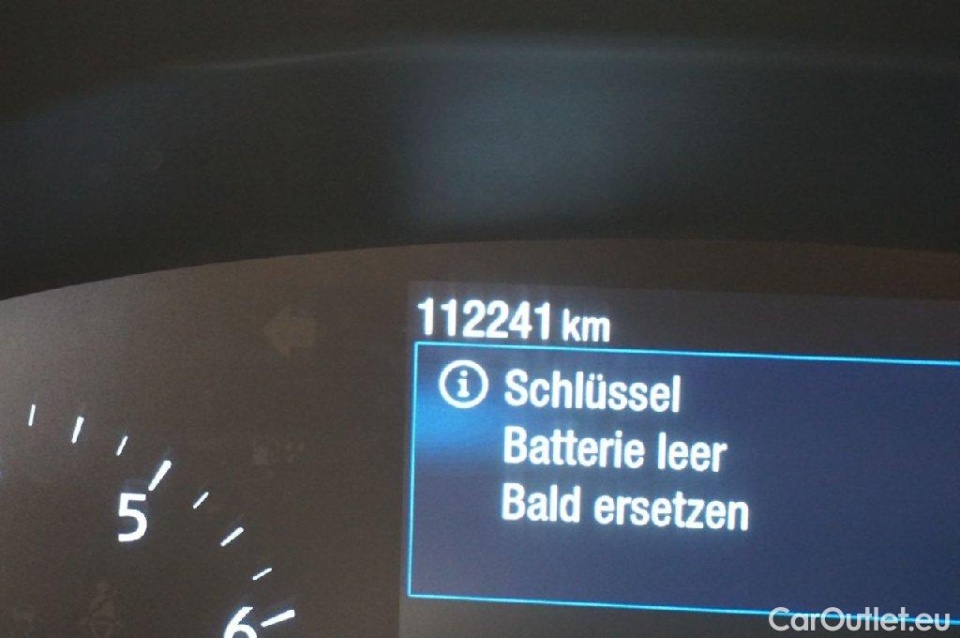 112241 km
Schlüssel
Batterie leer
Bald ersetzen
5
6
CarOutlet.eu